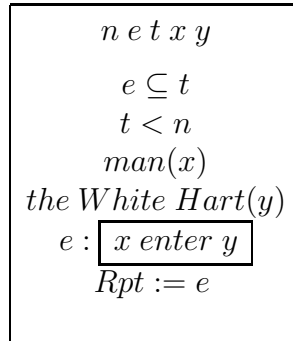 n e t x y
e ⊆ t
t < n
man(x)
the White Hart(y)
e : x enter y
Rpt := e